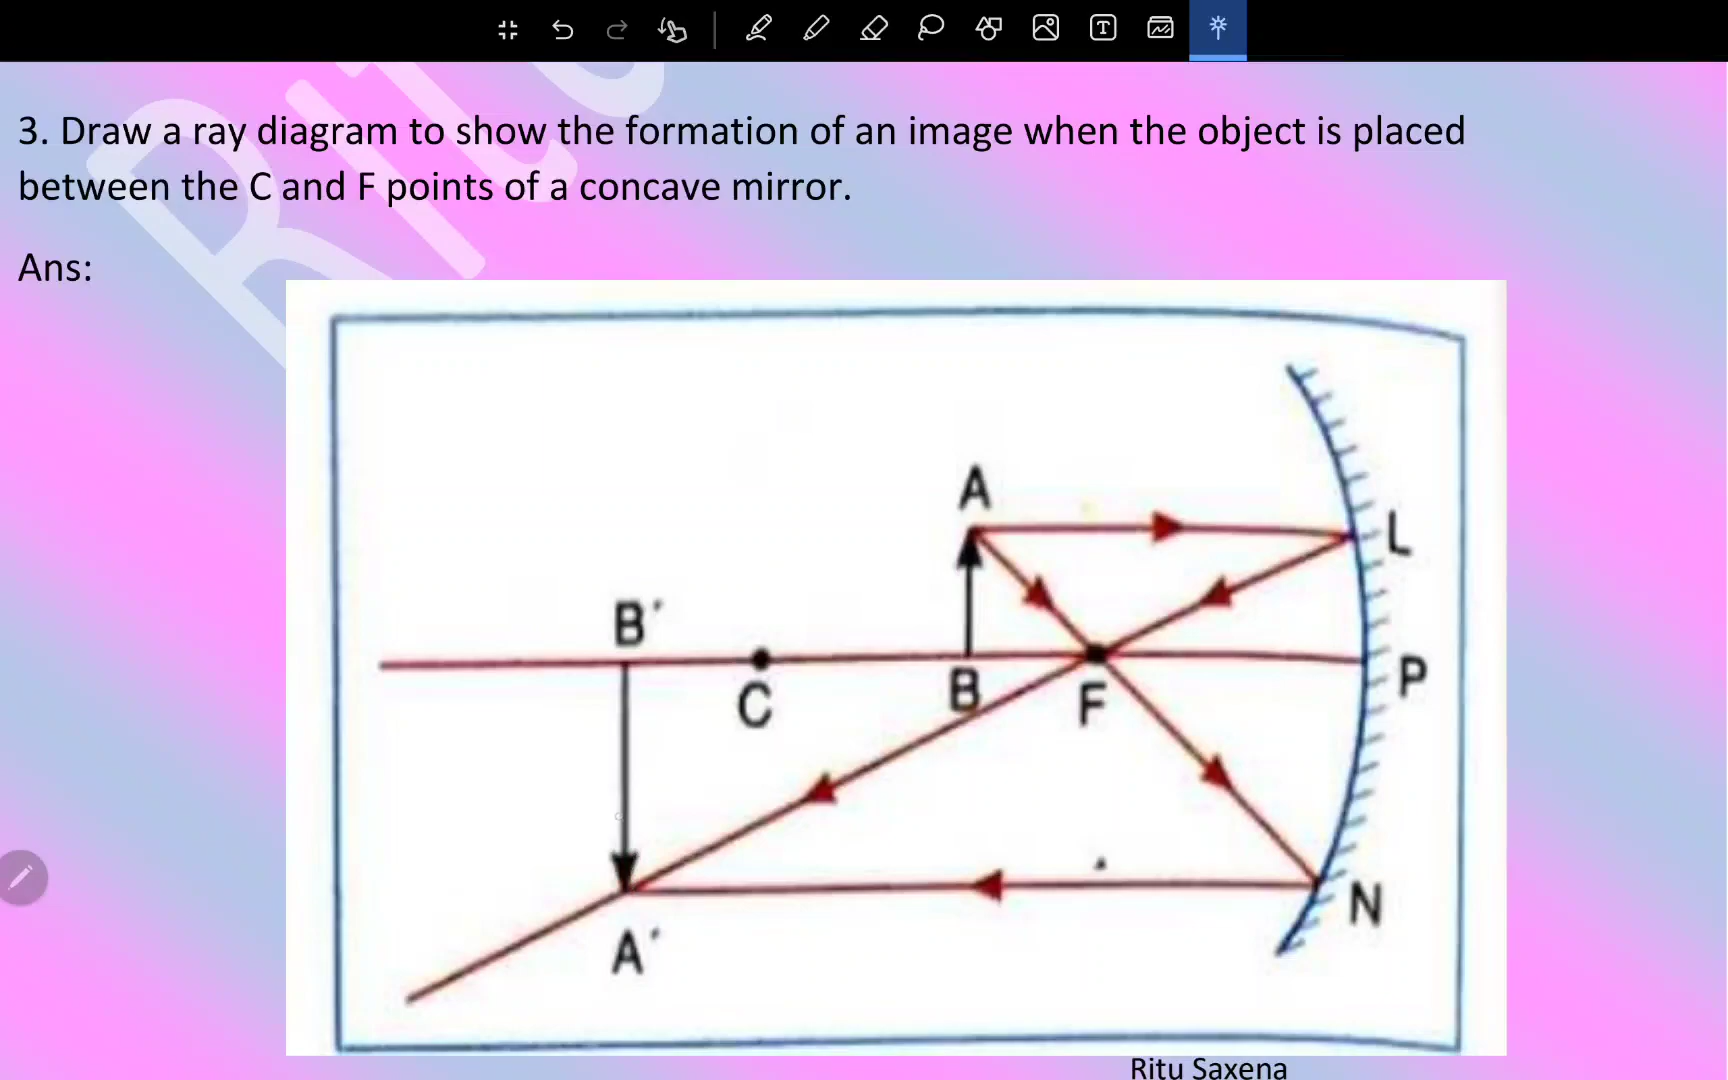 3. Draw a ray diagram to show the formation of an image when the object is placed
between the C and F points of a concave mirror.
Ans:
A
L
B´
C
B
F
P
N
A´
Ritu Saxena